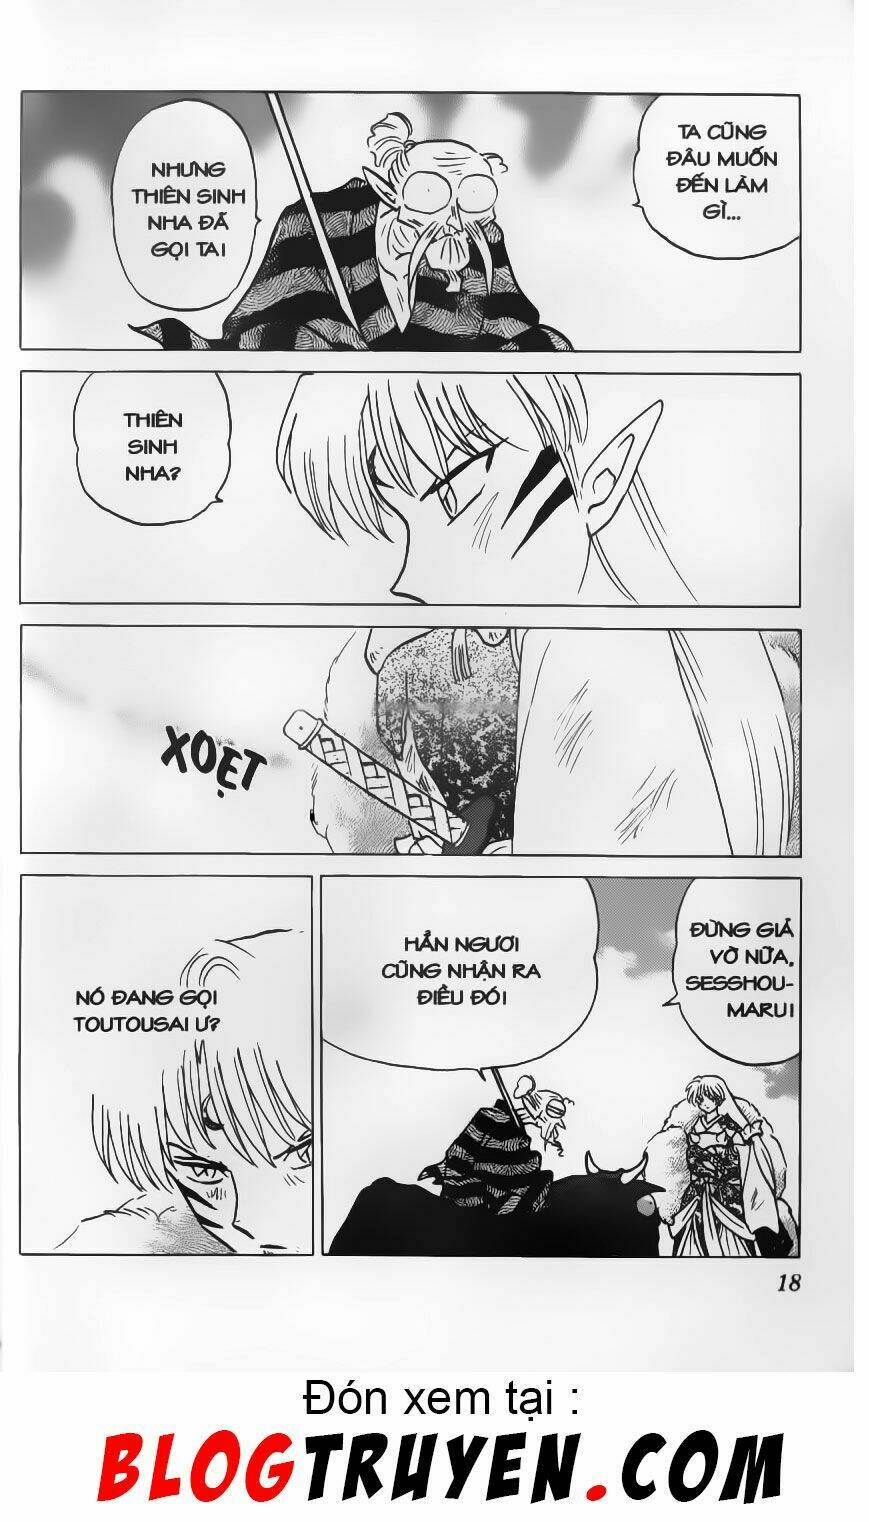 TA CŨNG
ĐÂU MUỐN
ĐẾN LÀM
GÌ...
NHƯNG
THIÊN SINH
NHA ĐÃ
GỌI TA!
THIÊN
SINH
NHA?
XOẸT
ĐỪNG GIẢ
VỜ NỮA,
SESSHOU-
MARU!
HẲN NGƯƠI
CŨNG NHẬN RA
ĐIỀU ĐÓ!
NÓ ĐANG GỌI
TOUTOUSAI Ư?
18
Đón xem tại :
BLOGTRUYEN.COM